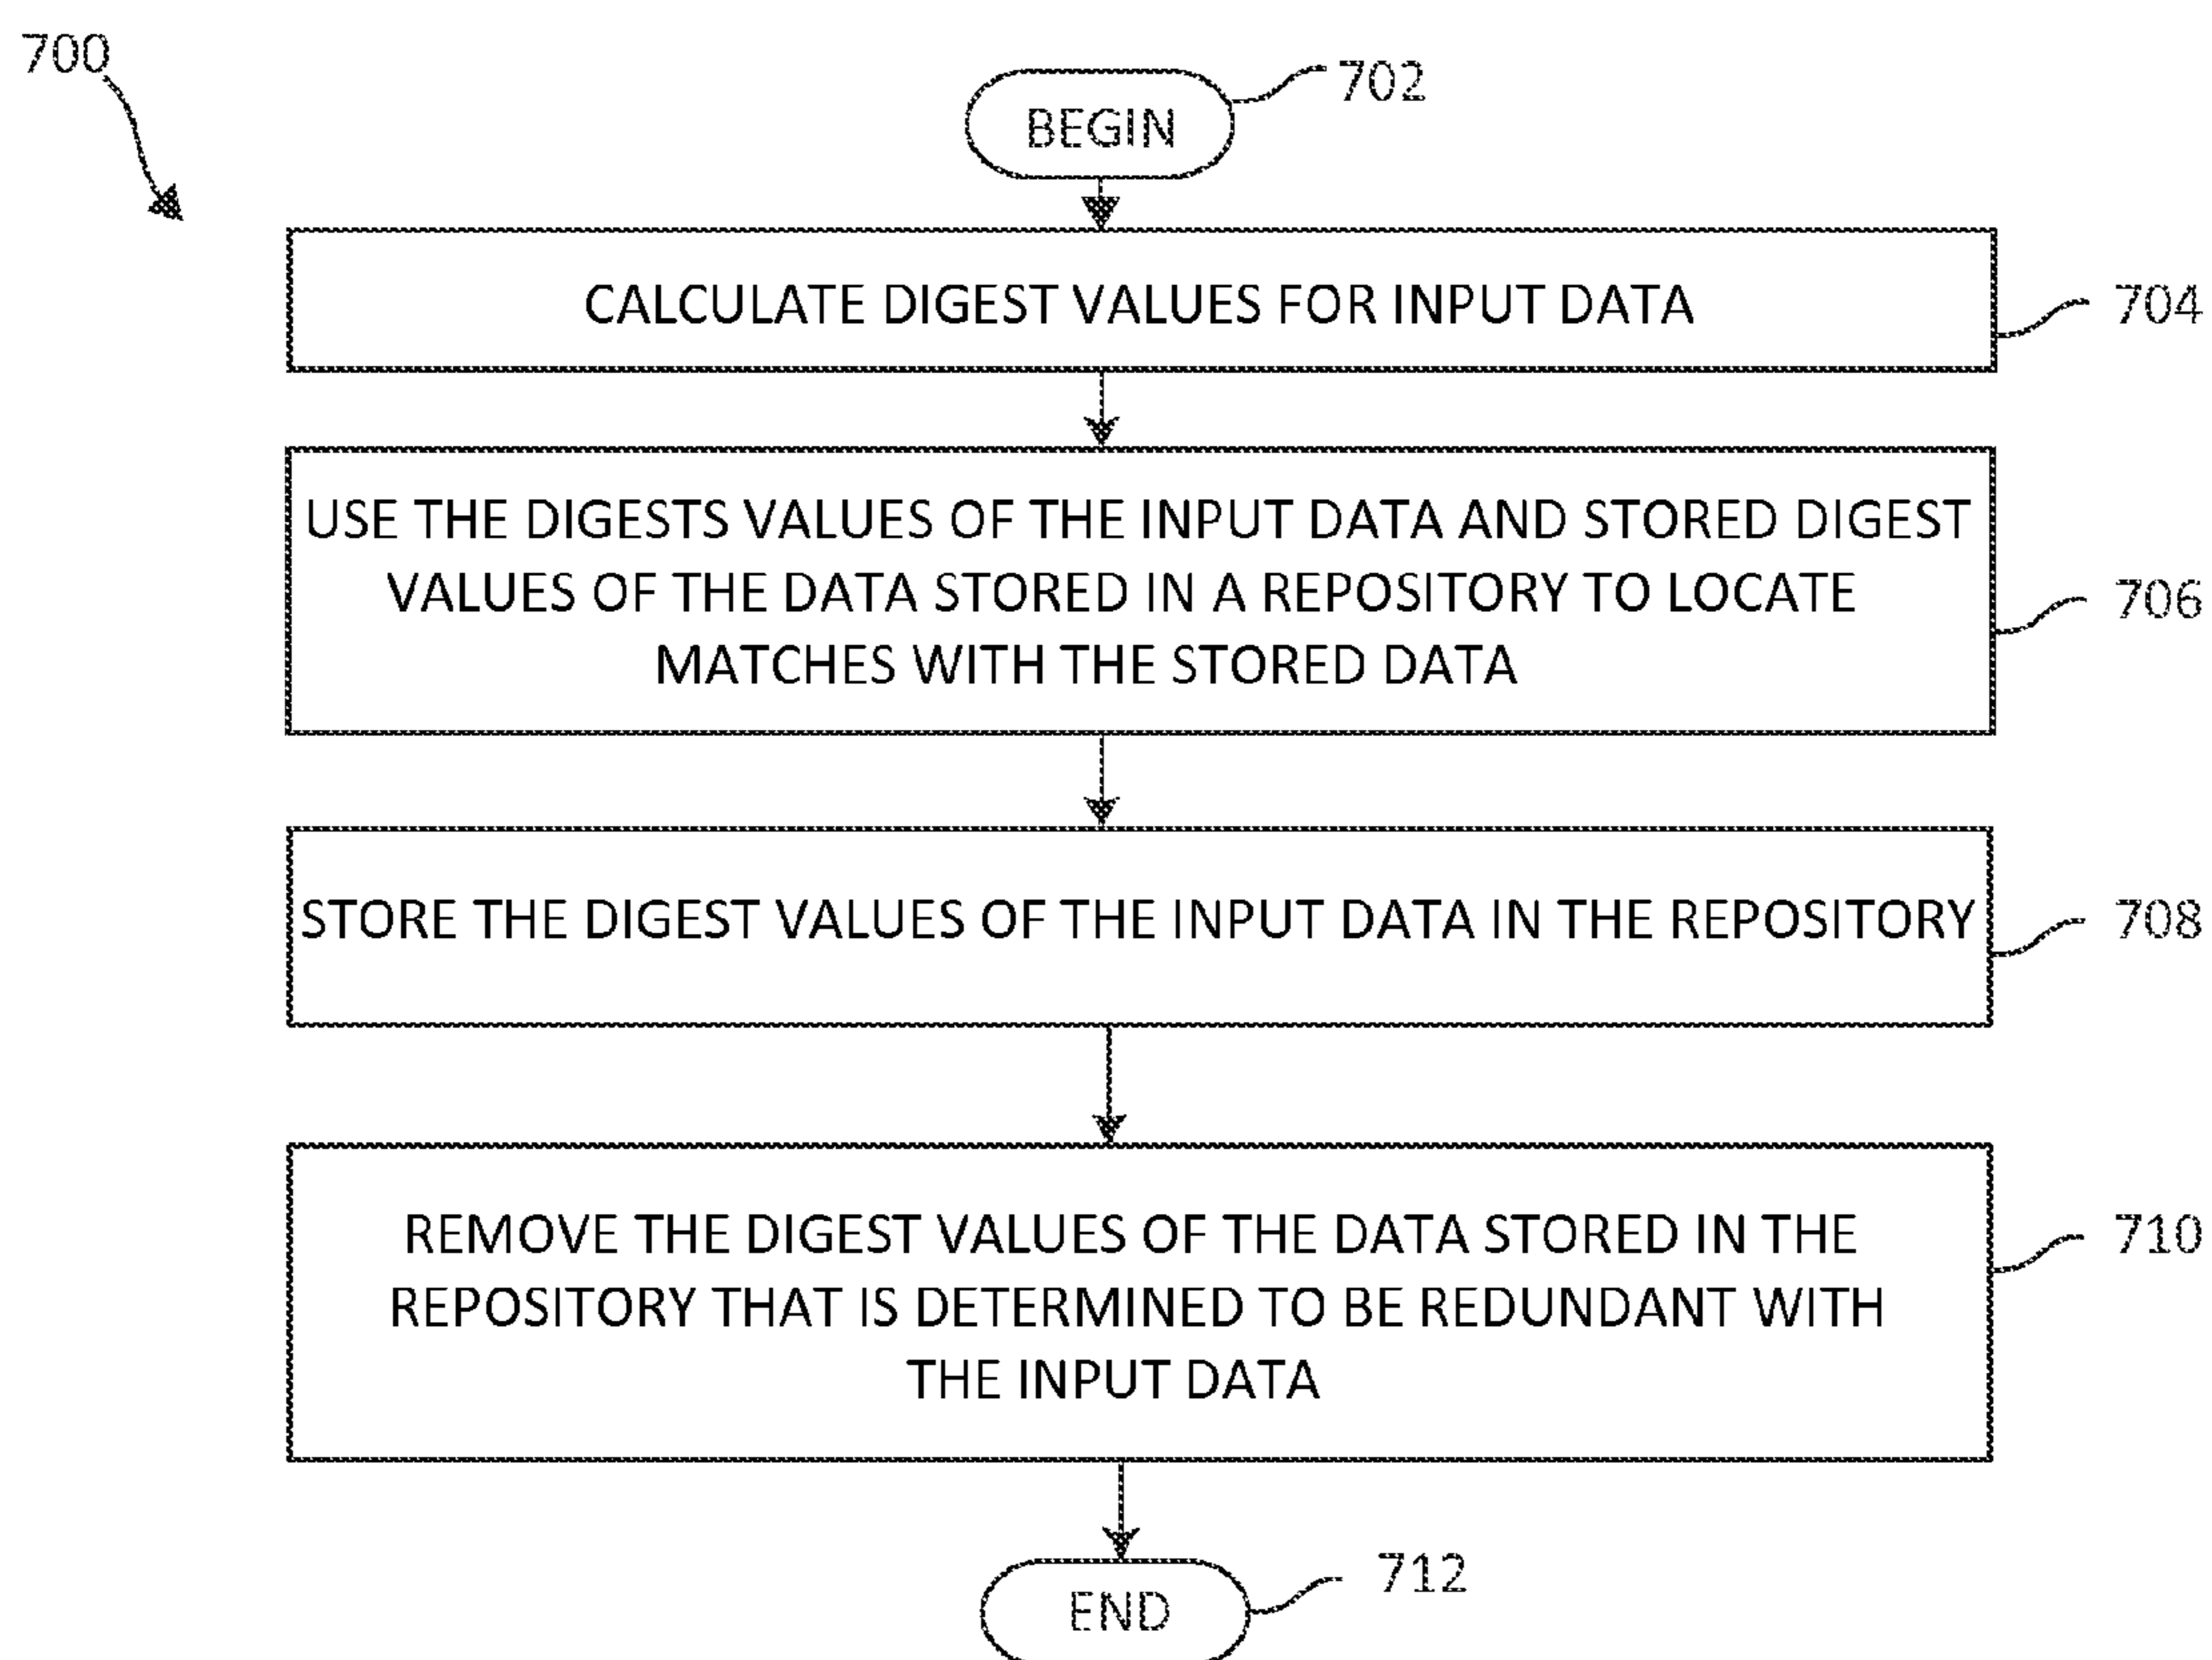 700
BEGIN
702
CALCULATE DIGEST VALUES FOR INPUT DATA
704
USE THE DIGESTS VALUES OF THE INPUT DATA AND STORED DIGEST
VALUES OF THE DATA STORED IN A REPOSITORY TO LOCATE
MATCHES WITH THE STORED DATA
706
STORE THE DIGEST VALUES OF THE INPUT DATA IN THE REPOSITORY
708
REMOVE THE DIGEST VALUES OF THE DATA STORED IN THE
REPOSITORY THAT IS DETERMINED TO BE REDUNDANT WITH
THE INPUT DATA
710
END
712